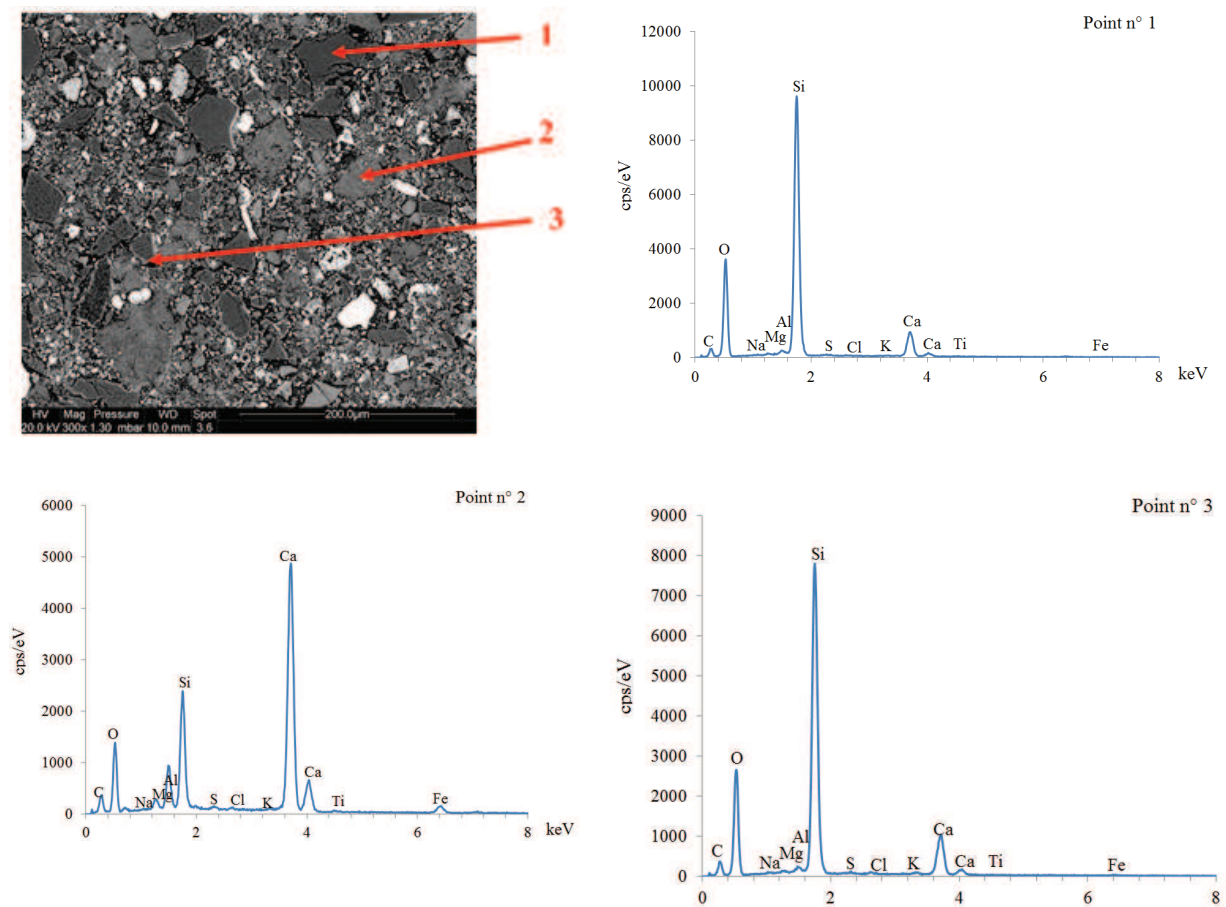 1
2
3
HV Mag Pressure WD Spot 200.0µm
20.0 kV 300x 1.30 mbar 10.0 mm 3.6
Point n° 1
12000
10000
8000
6000
4000
2000
0
cps/eV
C
O
Na
Mg
Al
Si
S
Cl
K
Ca
Ca
Ti
Fe
0 2 4 6 8 keV
Point n° 2
6000
5000
4000
3000
2000
1000
0
cps/eV
C
O
Na
Mg
Al
Si
S
Cl
K
Ca
Ca
Ti
Fe
0 2 4 6 8 keV
Point n° 3
9000
8000
7000
6000
5000
4000
3000
2000
1000
0
cps/eV
C
O
Na
Mg
Al
Si
S
Cl
K
Ca
Ca
Ti
Fe
0 2 4 6 8